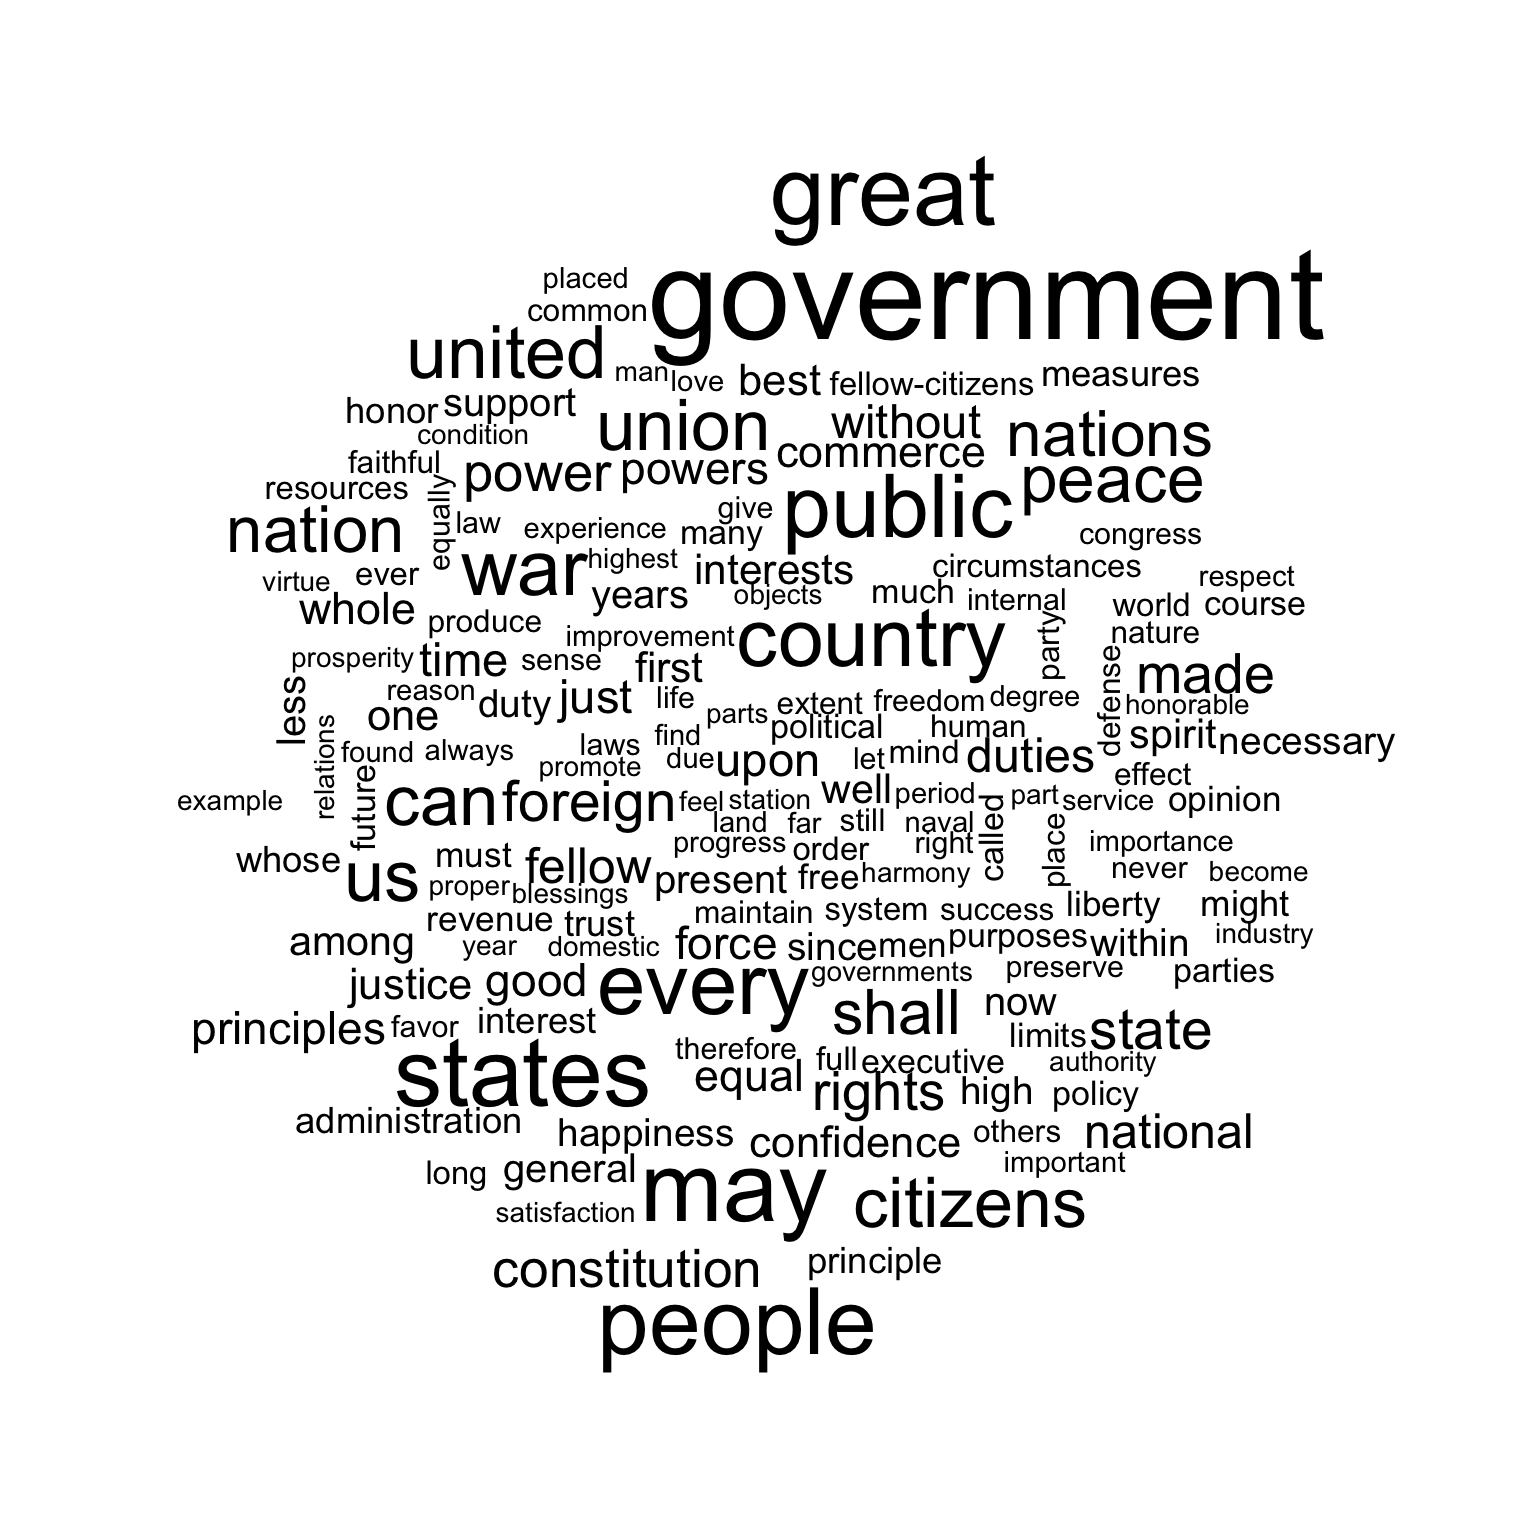 great
placed
government
common
united
man love best fellow-citizens measures
honor support union without nations
condition
commerce
faithful power powers peace
resources
equally
nation law experience give many public congress
war highest interests circumstances
virtue ever years objects much internal respect
whole produce world course
improvement country party nature
prosperity time sense first defense made
less reason duty just life extent freedom degree honorable
one parts political human
relations found always laws find spirit necessary
promote due upon let mind duties effect
example future can foreign feel station well period part service opinion
land far still naval called
progress order right place importance
whose must fellow never become
us proper blessings present free harmony
revenue trust maintain system success liberty might
among year domestic force since men purposes within industry
justice good every governments preserve parties
shall now
principles favor interest limits state
states therefore full executive authority
equal rights high policy
administration happiness confidence others national
long general may important
satisfaction citizens
constitution principle
people